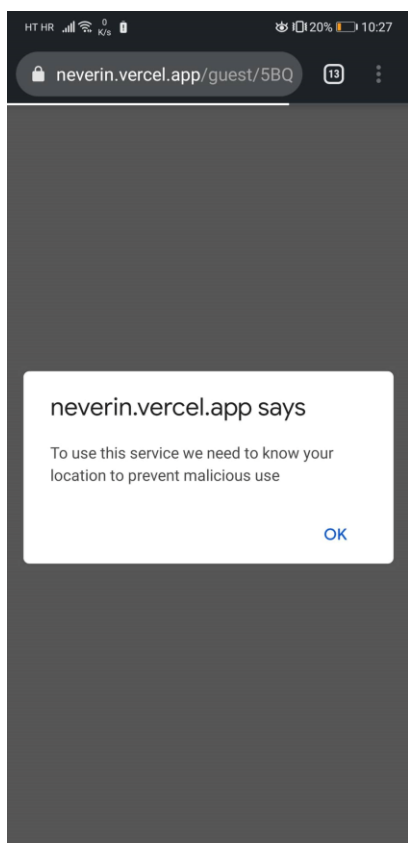 HT HR 0 K/s 20% 10:27
neverin.vercel.app/guest/5BQ 13
neverin.vercel.app says
To use this service we need to know your
location to prevent malicious use
OK